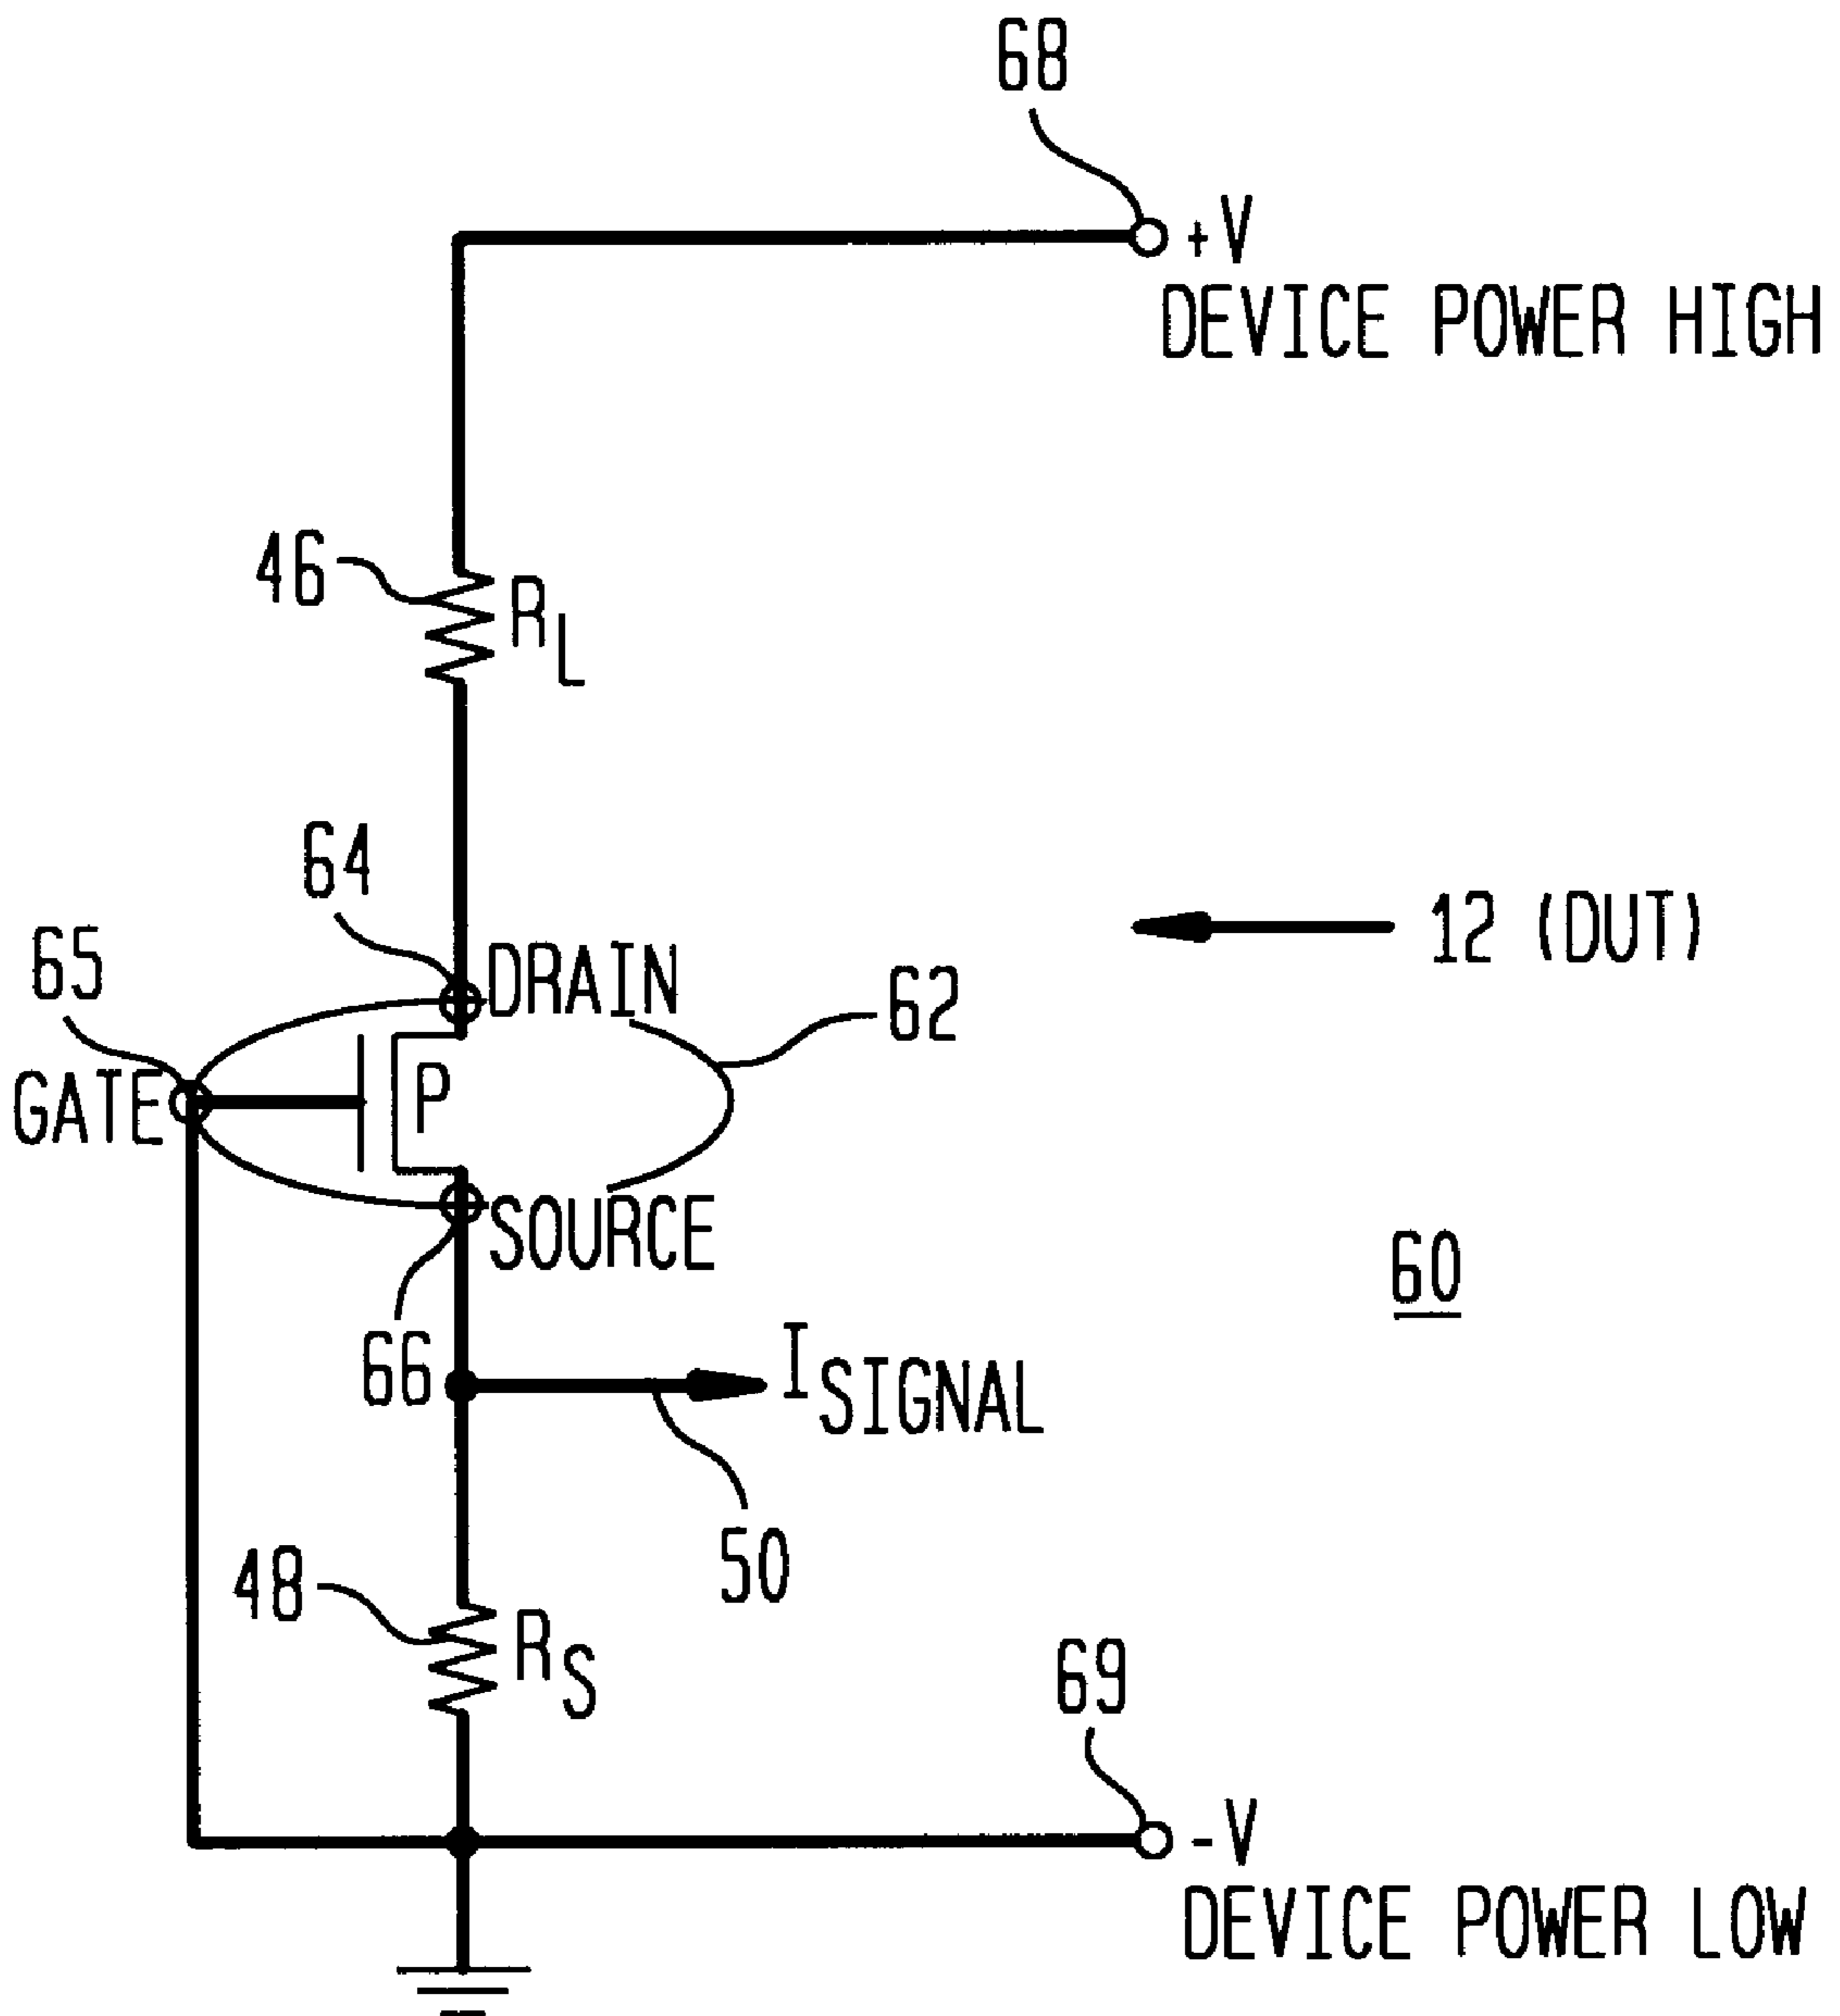 68
+V
DEVICE POWER HIGH
46
R_L
64
65
DRAIN
62
12 (DUT)
GATE
P
SOURCE
60
66
I_SIGNAL
50
48
R_S
69
-V
DEVICE POWER LOW